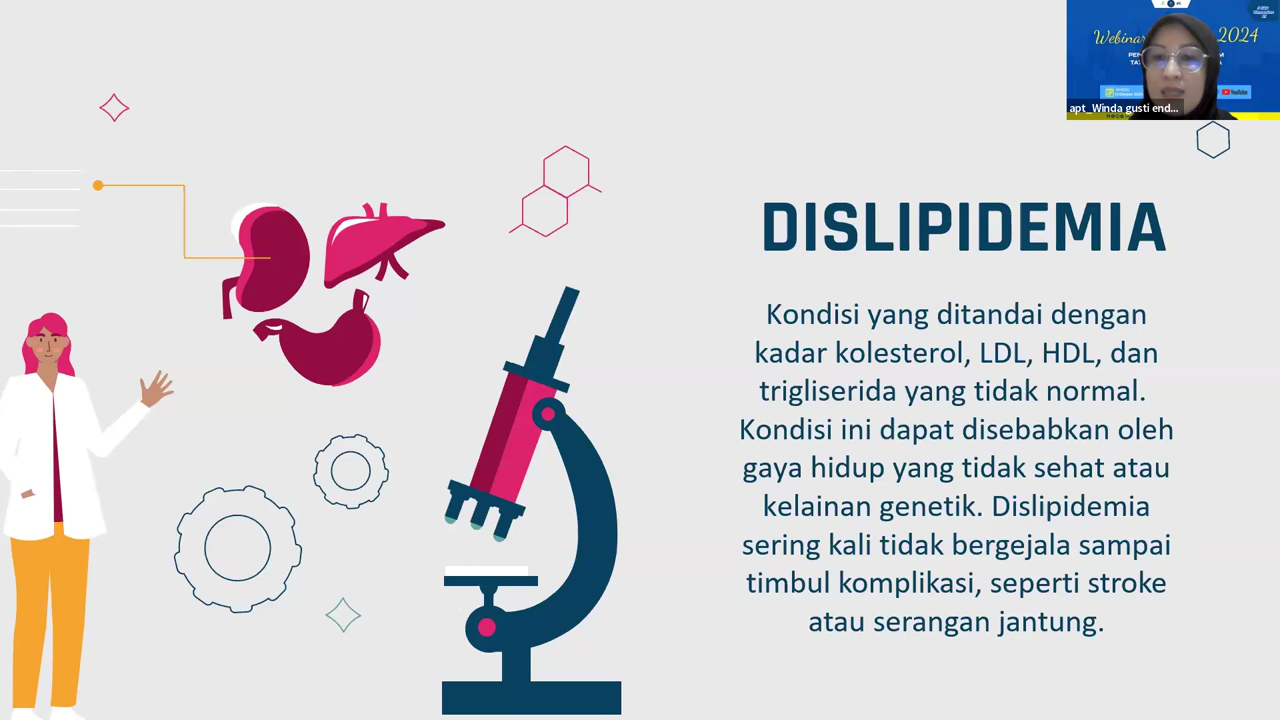 Webinar 2024
YouTube
apt_Winda gusti end...
DISLIPIDEMIA
Kondisi yang ditandai dengan
kadar kolesterol, LDL, HDL, dan
trigliserida yang tidak normal.
Kondisi ini dapat disebabkan oleh
gaya hidup yang tidak sehat atau
kelainan genetik. Dislipidemia
sering kali tidak bergejala sampai
timbul komplikasi, seperti stroke
atau serangan jantung.